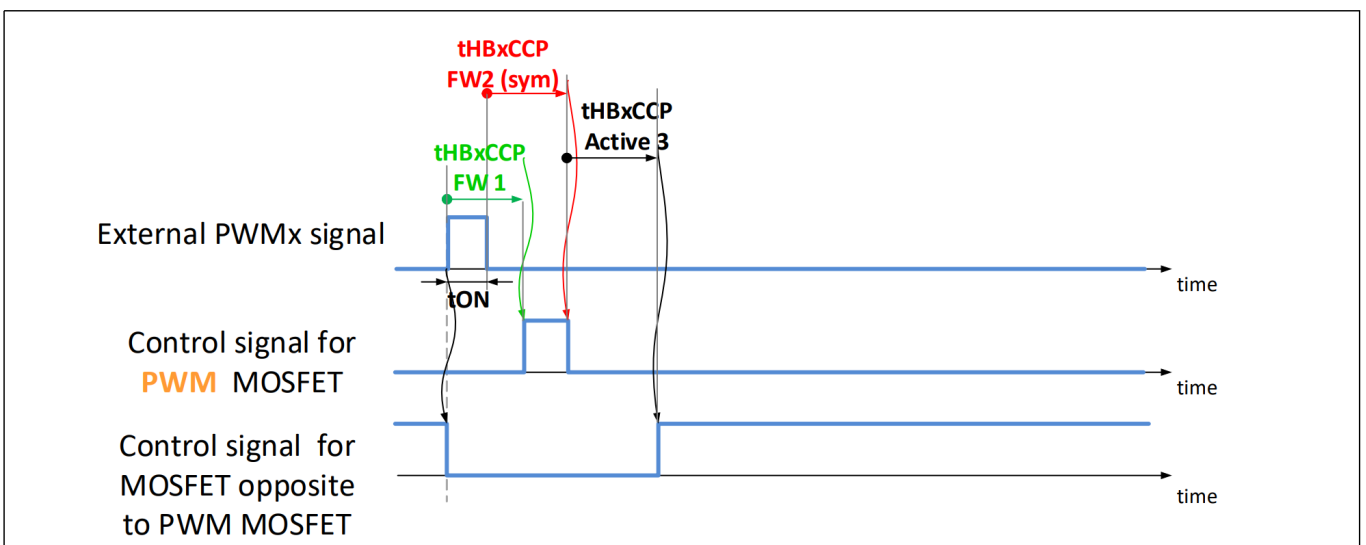 tHBxCCP
FW2 (sym)
tHBxCCP
Active 3
tHBxCCP
FW 1
External PWMx signal
time
tON
Control signal for
PWM MOSFET
time
Control signal for
MOSFET opposite
to PWM MOSFET
time